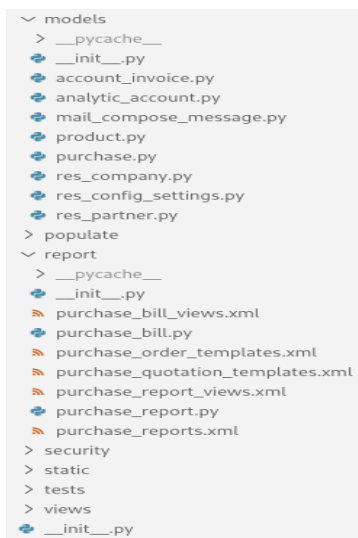 models
__pycache__
__init__.py
account_invoice.py
analytic_account.py
mail_compose_message.py
product.py
purchase.py
res_company.py
res_config_settings.py
res_partner.py
populate
report
__pycache__
__init__.py
purchase_bill_views.xml
purchase_bill.py
purchase_order_templates.xml
purchase_quotation_templates.xml
purchase_report_views.xml
purchase_report.py
purchase_reports.xml
security
static
tests
views
__init__.py